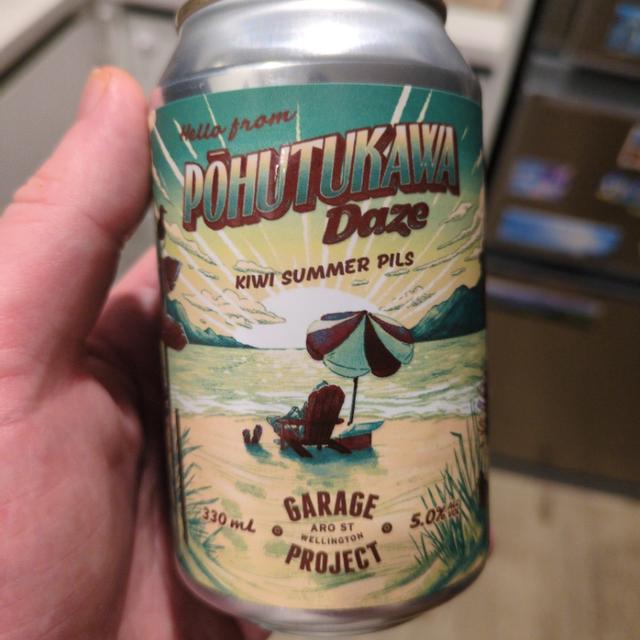 Hello from
PŌHUTUKAWA
Daze
KIWI SUMMER PILS
GARAGE
330 ml
ARO ST
5.0%
WELLINGTON
PROJECT